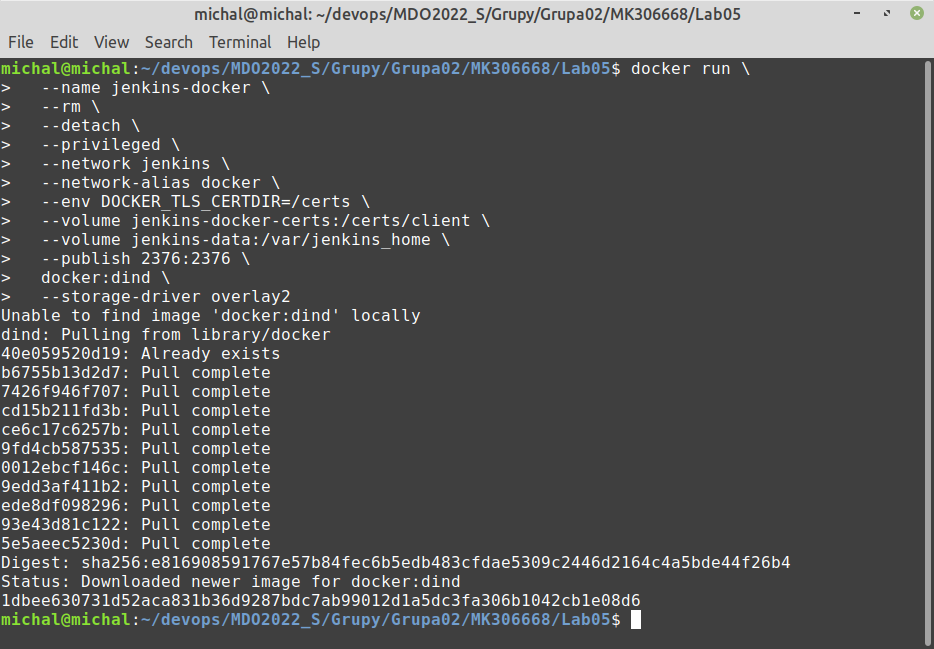 michal@michal: ~/devops/MDO2022_S/Grupy/Grupa02/MK306668/Lab05
File Edit View Search Terminal Help
michal@michal:~/devops/MDO2022_S/Grupy/Grupa02/MK306668/Lab05$ docker run \
>   --name jenkins-docker \
>   --rm \
>   --detach \
>   --privileged \
>   --network jenkins \
>   --network-alias docker \
>   --env DOCKER_TLS_CERTDIR=/certs \
>   --volume jenkins-docker-certs:/certs/client \
>   --volume jenkins-data:/var/jenkins_home \
>   --publish 2376:2376 \
>   docker:dind \
>   --storage-driver overlay2
Unable to find image 'docker:dind' locally
dind: Pulling from library/docker
40e059520d19: Already exists
b6755b13d2d7: Pull complete
7426f946f707: Pull complete
cd15b211fd3b: Pull complete
ce6c17c6257b: Pull complete
9fd4cb587535: Pull complete
0012ebcf146c: Pull complete
9edd3af411b2: Pull complete
ede8df098296: Pull complete
93e43d81c122: Pull complete
5e5aeec5230d: Pull complete
Digest: sha256:e816908591767e57b84fec6b5edb483cfdae5309c2446d2164c4a5bde44f26b4
Status: Downloaded newer image for docker:dind
1dbee630731d52aca831b36d9287bdc7ab99012d1a5dc3fa306b1042cb1e08d6
michal@michal:~/devops/MDO2022_S/Grupy/Grupa02/MK306668/Lab05$